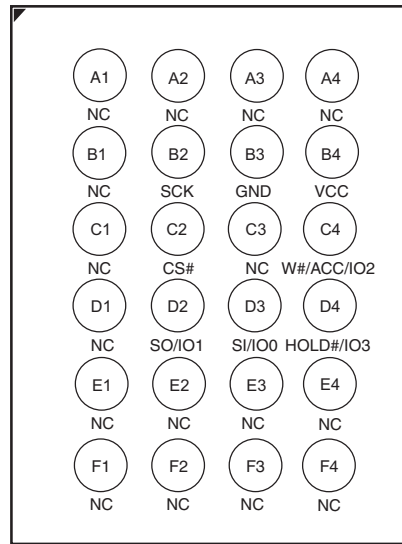 A1 A2 A3 A4
NC NC NC NC
B1 B2 B3 B4
NC SCK GND VCC
C1 C2 C3 C4
NC CS# NC W#/ACC/IO2
D1 D2 D3 D4
NC SO/IO1 SI/IO0 HOLD#/IO3
E1 E2 E3 E4
NC NC NC NC
F1 F2 F3 F4
NC NC NC NC